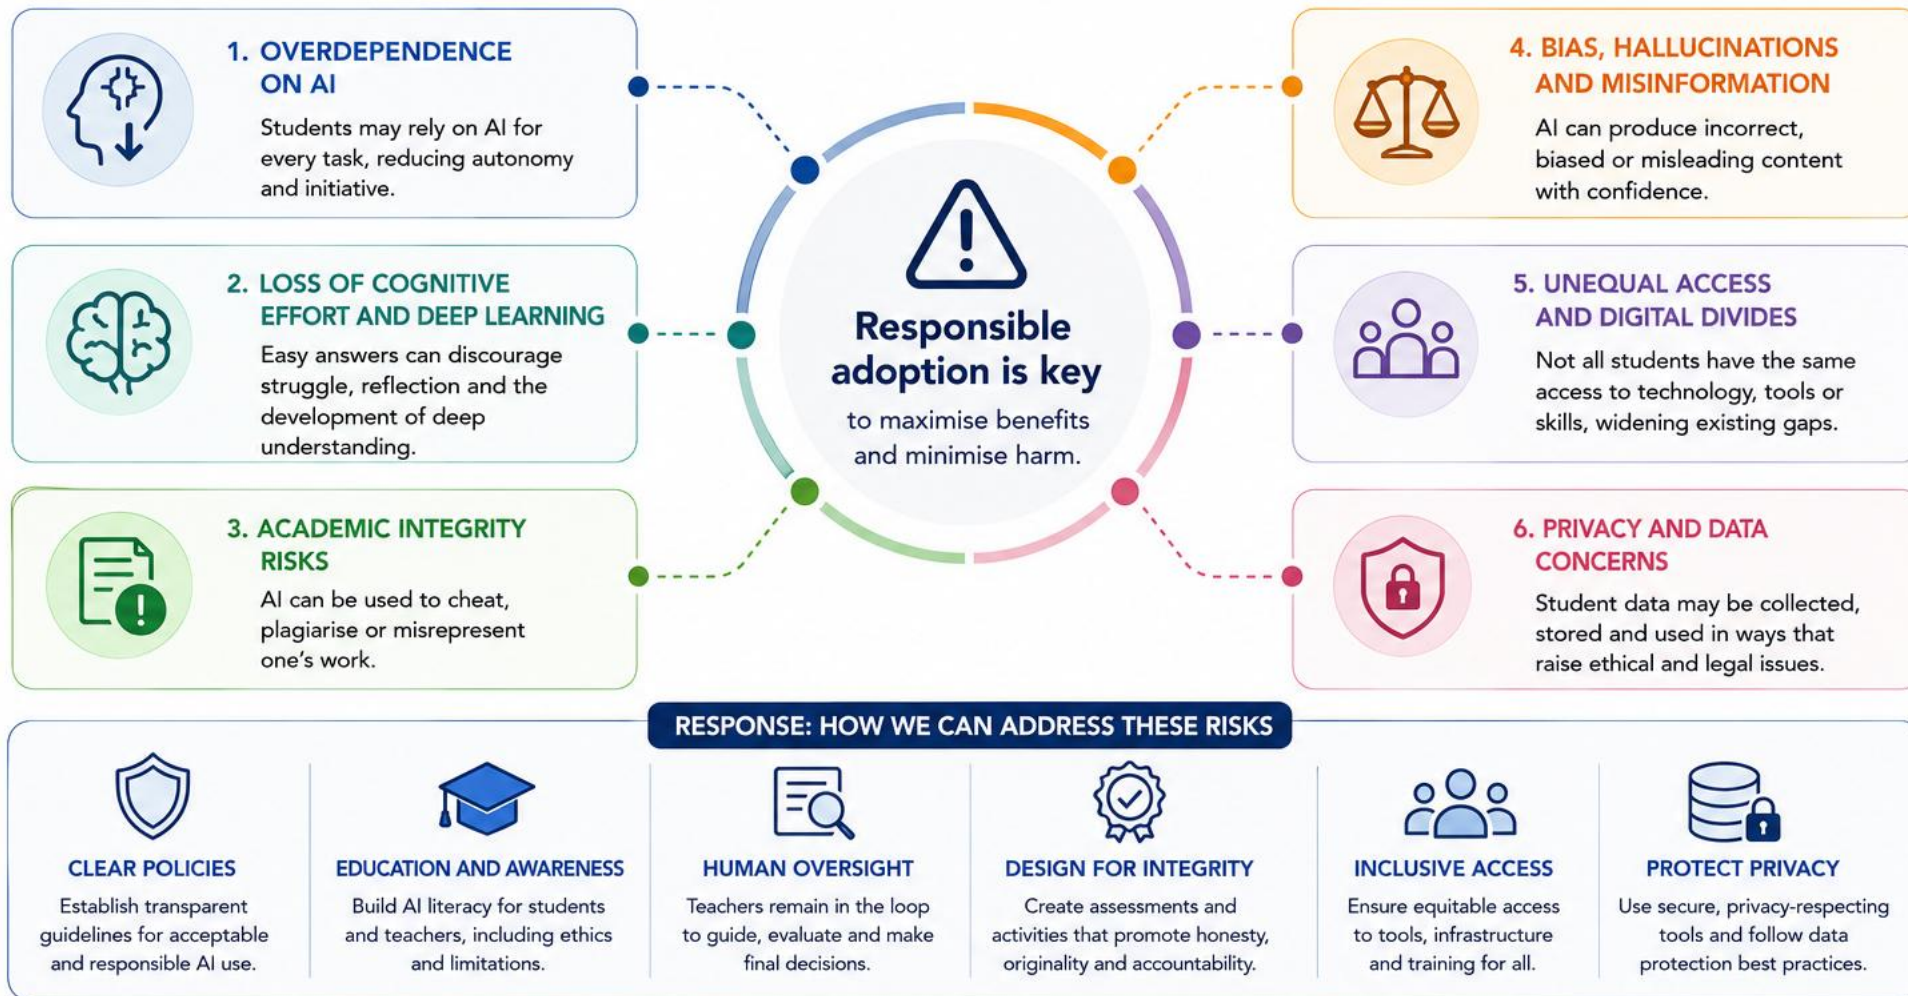 1. OVERDEPENDENCE
ON AI
Students may rely on AI for
every task, reducing autonomy
and initiative.
2. LOSS OF COGNITIVE
EFFORT AND DEEP LEARNING
Easy answers can discourage
struggle, reflection and the
development of deep
understanding.
3. ACADEMIC INTEGRITY
RISKS
AI can be used to cheat,
plagiarise or misrepresent
one's work.
Responsible
adoption is key
to maximise benefits
and minimise harm.
4. BIAS, HALLUCINATIONS
AND MISINFORMATION
AI can produce incorrect,
biased or misleading content
with confidence.
5. UNEQUAL ACCESS
AND DIGITAL DIVIDES
Not all students have the same
access to technology, tools or
skills, widening existing gaps.
6. PRIVACY AND DATA
CONCERNS
Student data may be collected,
stored and used in ways that
raise ethical and legal issues.
RESPONSE: HOW WE CAN ADDRESS THESE RISKS
CLEAR POLICIES
Establish transparent
guidelines for acceptable
and responsible AI use.
EDUCATION AND AWARENESS
Build AI literacy for students
and teachers, including ethics
and limitations.
HUMAN OVERSIGHT
Teachers remain in the loop
to guide, evaluate and make
final decisions.
DESIGN FOR INTEGRITY
Create assessments and
activities that promote honesty,
originality and accountability.
INCLUSIVE ACCESS
Ensure equitable access
to tools, infrastructure
and training for all.
PROTECT PRIVACY
Use secure, privacy-respecting
tools and follow data
protection best practices.